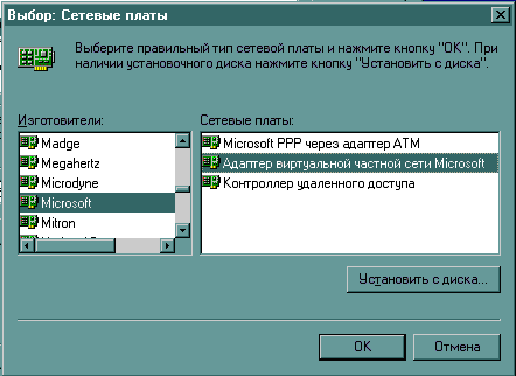 Выбор: Сетевые платы
Выберите правильный тип сетевой платы и нажмите кнопку "OK". При
наличии установочного диска нажмите кнопку "Установить с диска".
Изготовители:
Madge
Megahertz
Microdyne
Microsoft
Mitron
Сетевые платы:
Microsoft PPP через адаптер ATM
Адаптер виртуальной частной сети Microsoft
Контроллер удаленного доступа
Установить с диска...
OK
Отмена